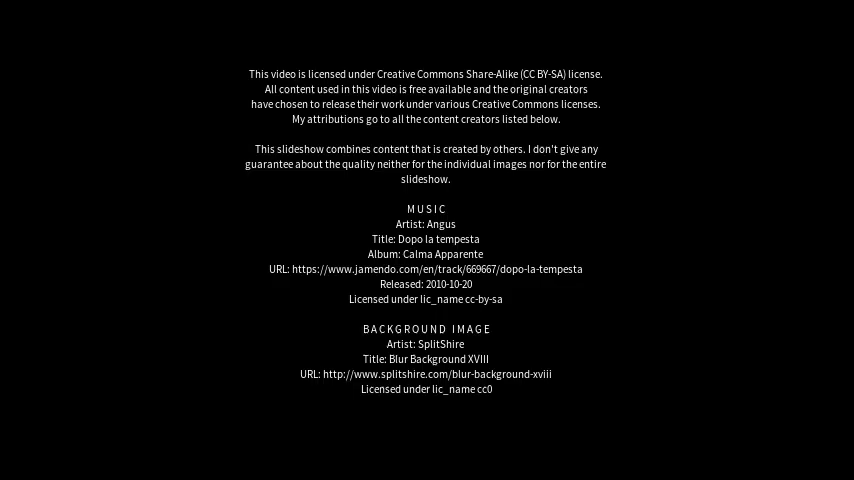 This video is licensed under Creative Commons Share-Alike (CC BY-SA) license.
All content used in this video is free available and the original creators
have chosen to release their work under various Creative Commons licenses.
My attributions go to all the content creators listed below.
This slideshow combines content that is created by others. I don't give any
guarantee about the quality neither for the individual images nor for the entire
slideshow.
MUSIC
Artist: Angus
Title: Dopo la tempesta
Album: Calma Apparente
URL: https://www.jamendo.com/en/track/669667/dopo-la-tempesta
Released: 2010-10-20
Licensed under lic_name cc-by-sa
BACKGROUND IMAGE
Artist: SplitShire
Title: Blur Background XVIII
URL: http://www.splitshire.com/blur-background-xviii
Licensed under lic_name cc0